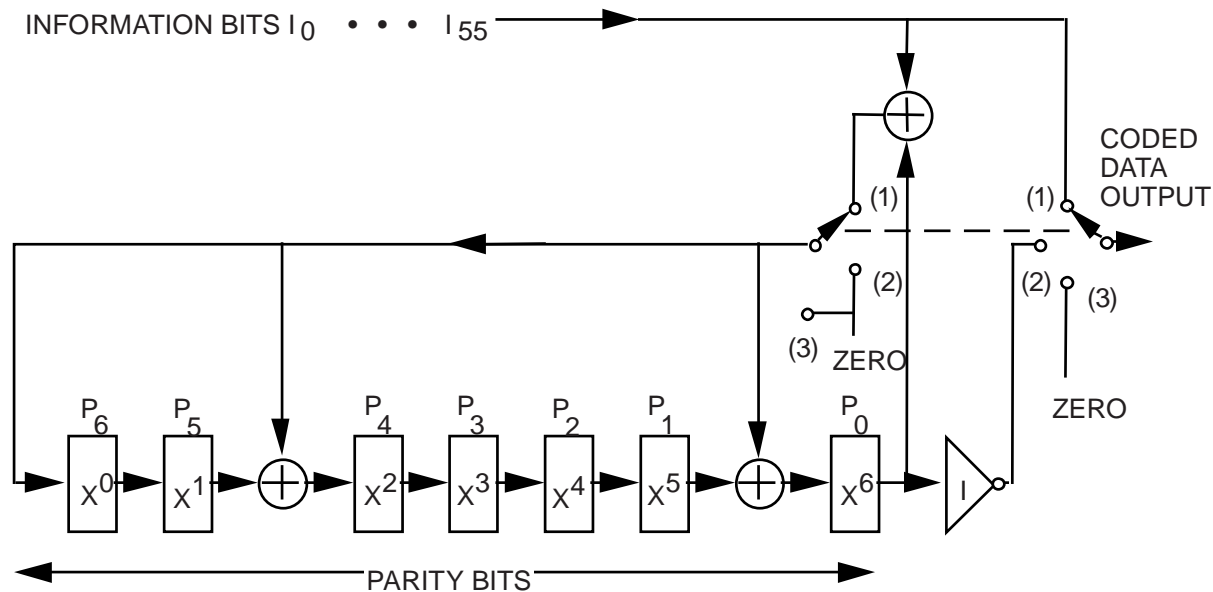 INFORMATION BITS I0 • • • I55
CODED
DATA
OUTPUT
(1)
(1)
(2)
(2)
(3)
(3)
ZERO
ZERO
P6 P5 P4 P3 P2 P1 P0
X0 X1 X2 X3 X4 X5 X6 I
PARITY BITS